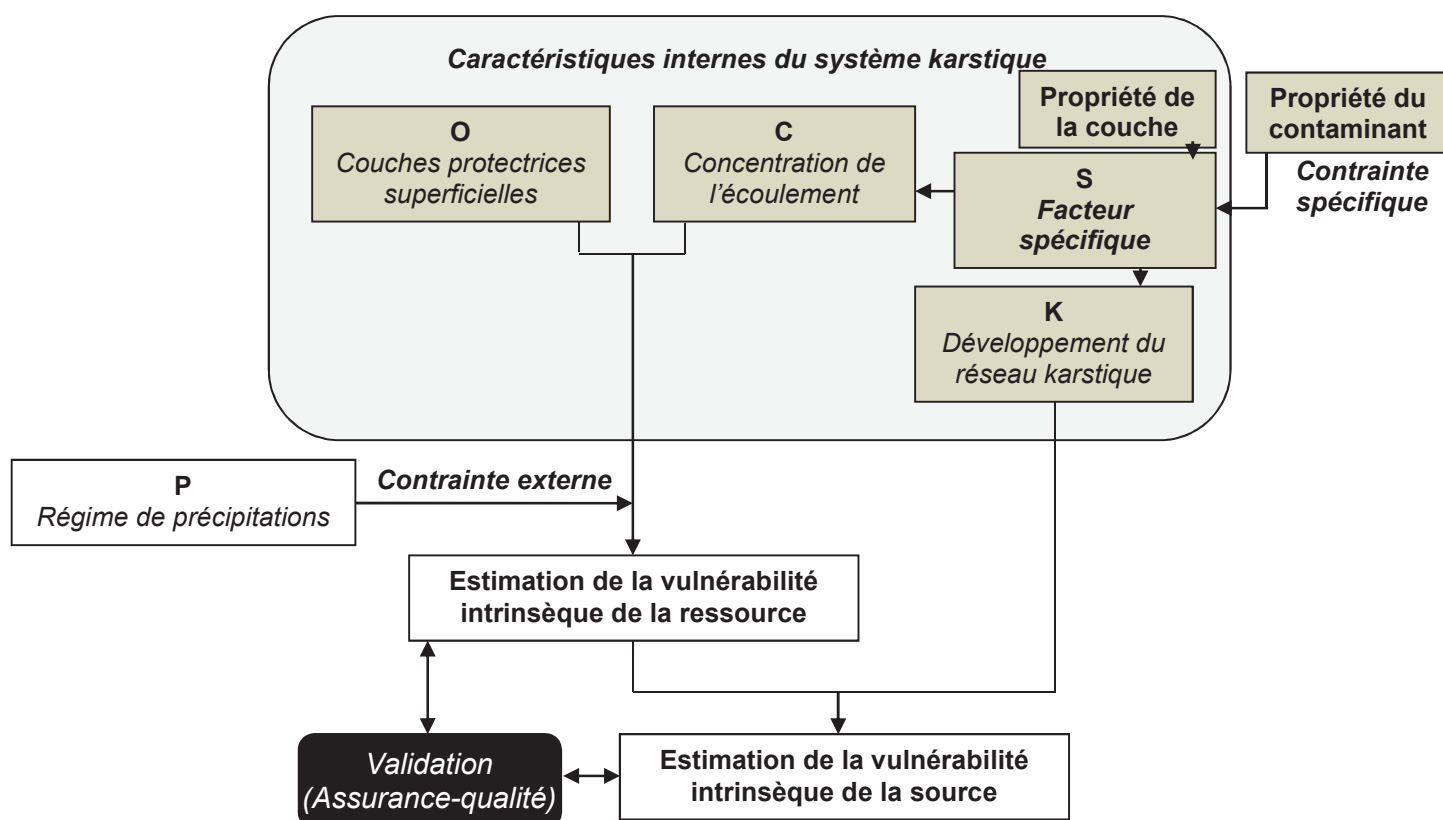 Caractéristiques internes du système karstique
O
Couches protectrices
superficielles
C
Concentration de
l'écoulement
Propriété de
la couche
Propriété du
contaminant
Contrainte
spécifique
S
Facteur
spécifique
K
Développement du
réseau karstique
P
Régime de précipitations
Contrainte externe
Estimation de la vulnérabilité
intrinsèque de la ressource
Validation
(Assurance-qualité)
Estimation de la vulnérabilité
intrinsèque de la source